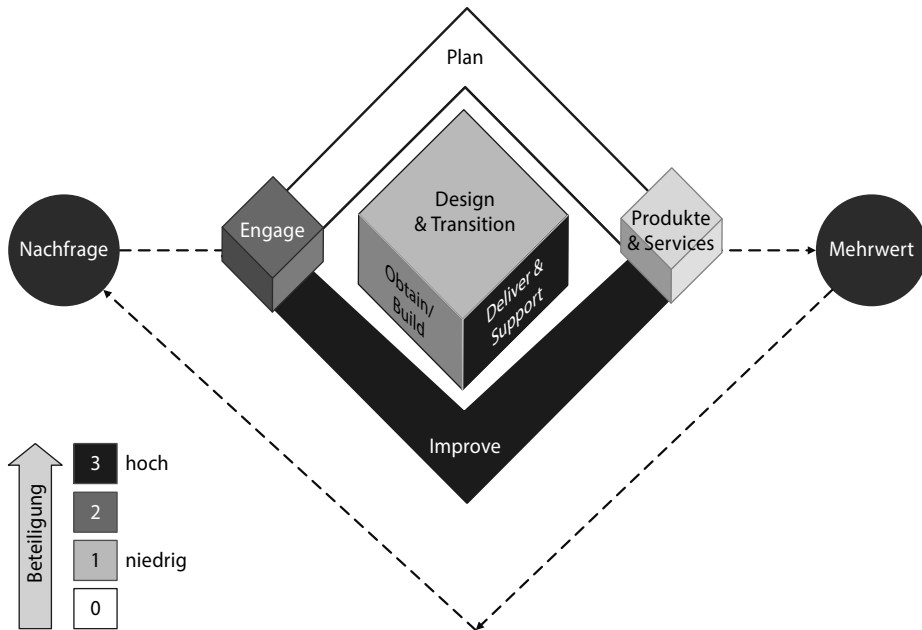 Plan
Design
& Transition
Engage
Produkte
& Services
Nachfrage
Mehrwert
Obtain/
Build
Deliver &
Support
Improve
3 hoch
2
1 niedrig
0
Beteiligung